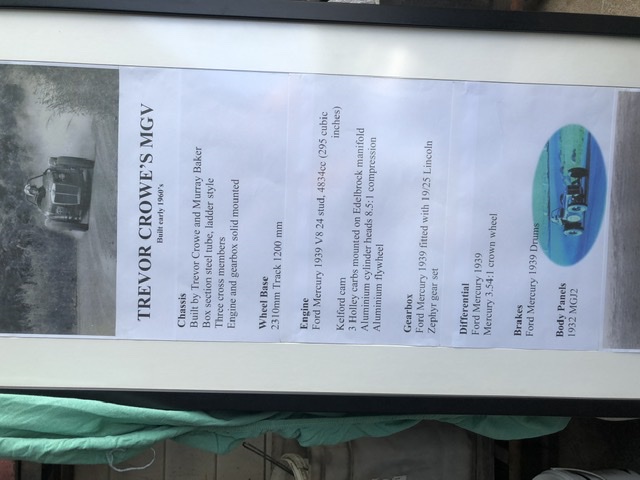 TREVOR CROWE'S MGV
Built early 1960's
Chassis
Built by Trevor Crowe and Murray Baker
Box section steel tube, ladder style
Three cross members
Engine and gearbox solid mounted
Wheel Base
2310mm Track 1200 mm
Engine
Ford Mercury 1939 V8 24 stud, 4834cc (295 cubic
inches)
Kelford cam
3 Holley carbs mounted on Edelbrock manifold
Aluminium cylinder heads 8.5:1 compression
Aluminium flywheel
Gearbox
Ford Mercury 1939 fitted with 19/25 Lincoln
Zephyr gear set
Differential
Ford Mercury 1939
Mercury 3.54:1 crown wheel
Brakes
Ford Mercury 1939 Drums
Body Panels
1932 MGJ2